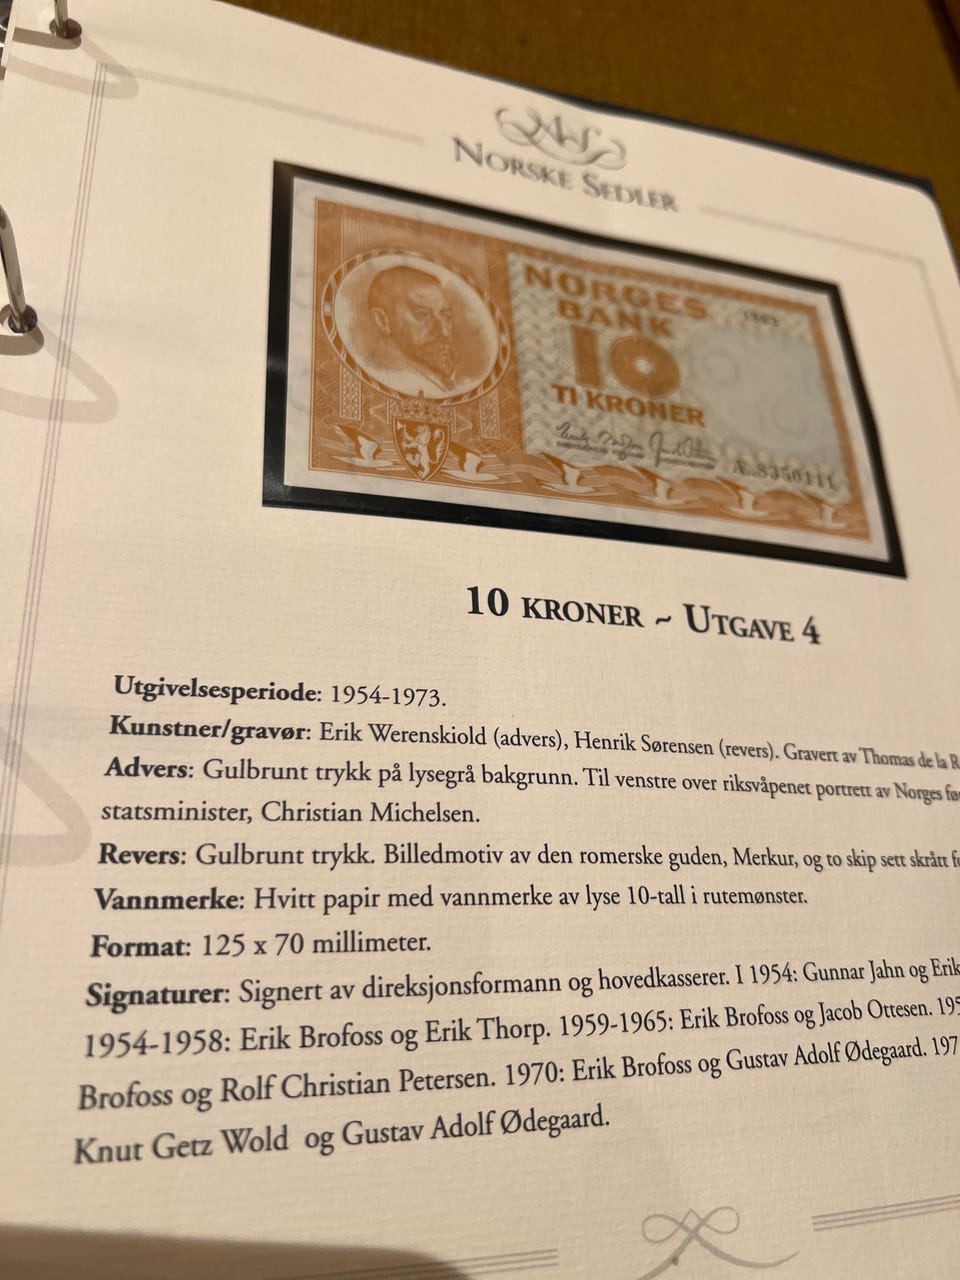 NORSKE SEDLER
NORGES
BANK
10
TI KRONER
10 KRONER ~ UTGAVE 4
Utgivelsesperiode: 1954-1973.
Kunstner/gravør: Erik Werenskiold (advers), Henrik Sørensen (revers). Gravert av Thomas de la R
Advers: Gulbrunt trykk på lysegrå bakgrunn. Til venstre over riksvåpenet portrett av Norges fø
statsminister, Christian Michelsen.
Revers: Gulbrunt trykk. Billedmotiv av den romerske guden, Merkur, og to skip sett skrått f
Vannmerke: Hvitt papir med vannmerke av lyse 10-tall i rutemønster.
Format: 125 x 70 millimeter.
Signaturer: Signert av direksjonsformann og hovedkasserer. I 1954: Gunnar Jahn og Erik
1954-1958: Erik Brofoss og Erik Thorp. 1959-1965: Erik Brofoss og Jacob Ottesen. 195
Brofoss og Rolf Christian Petersen. 1970: Erik Brofoss og Gustav Adolf Ødegaard. 197
Knut Getz Wold og Gustav Adolf Ødegaard.